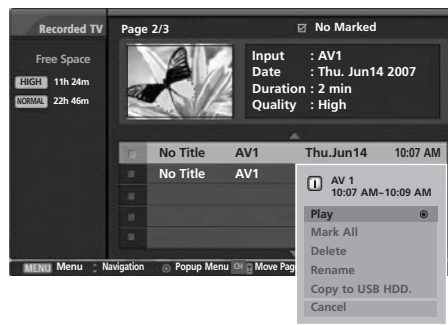 Recorded TV
Page 2/3
No Marked
Free Space
HIGH 11h 24m
NORMAL 22h 46m
Input : AV1
Date : Thu. Jun14 2007
Duration : 2 min
Quality : High
No Title AV1 Thu.Jun14 10:07 AM
No Title AV1
AV 1
10:07 AM~10:09 AM
Play
Mark All
Delete
Rename
Copy to USB HDD.
Cancel
MENU Menu Navigation Popup Menu CH Move Pag